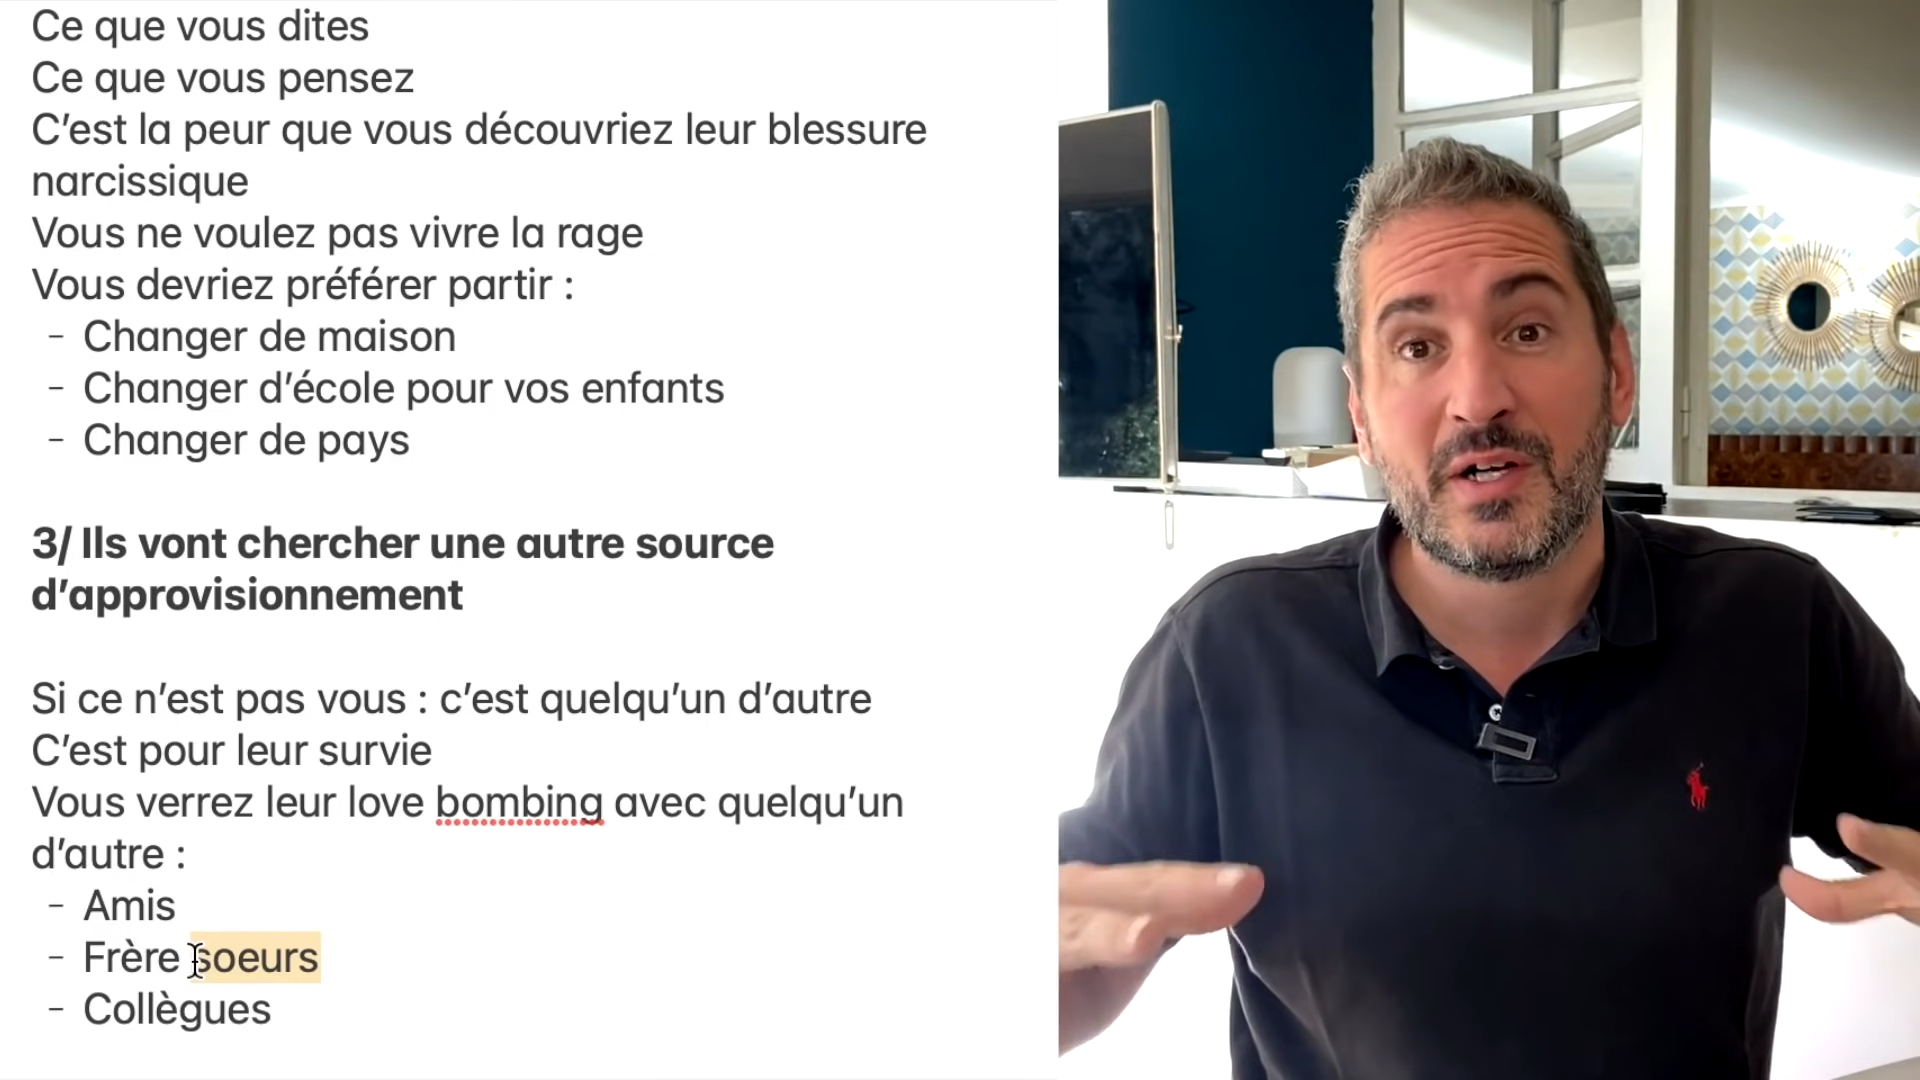 Ce que vous dites
Ce que vous pensez
C’est la peur que vous découvriez leur blessure
narcissique
Vous ne voulez pas vivre la rage
Vous devriez préférer partir :
- Changer de maison
- Changer d’école pour vos enfants
- Changer de pays
3/ Ils vont chercher une autre source
d’approvisionnement
Si ce n’est pas vous : c’est quelqu’un d’autre
C’est pour leur survie
Vous verrez leur love bombing avec quelqu’un
d’autre :
- Amis
- Frère soeurs
- Collègues